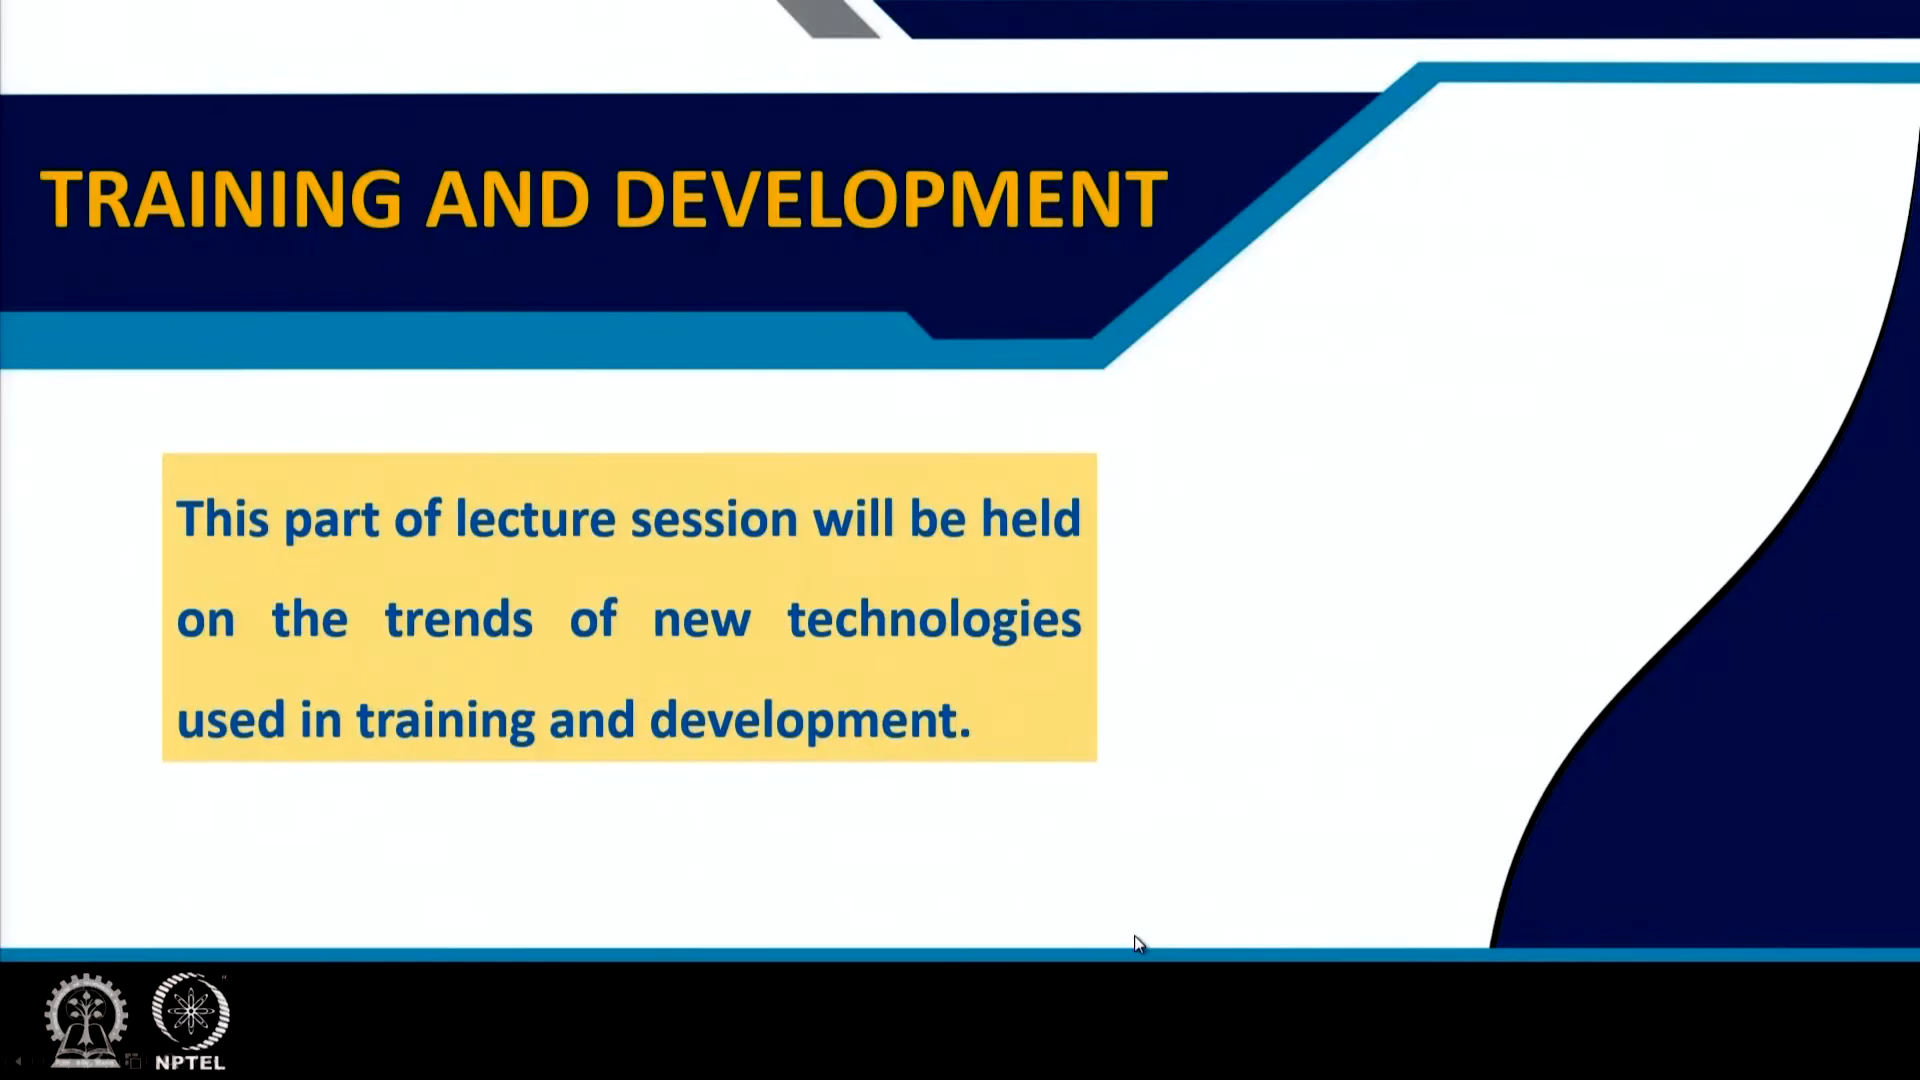 TRAINING AND DEVELOPMENT
This part of lecture session will be held
on the trends of new technologies
used in training and development.
NPTEL